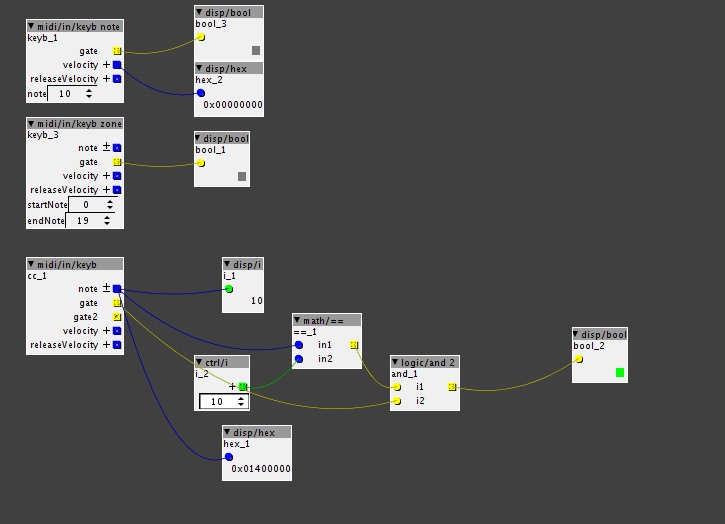 midi/in/keyb note
keyb_1
gate
velocity +
releaseVelocity +
note 10
disp/bool
bool_3
disp/hex
hex_2
0x00000000
midi/in/keyb zone
keyb_3
note ±
gate
velocity +
releaseVelocity +
startNote 0
endNote 19
disp/bool
bool_1
midi/in/keyb
cc_1
note ±
gate
gate2
velocity +
releaseVelocity +
disp/i
i_1
10
math/==
==_1
in1
in2
ctrl/i
i_2
+
10
logic/and 2
and_1
i1
i2
disp/bool
bool_2
disp/hex
hex_1
0x01400000